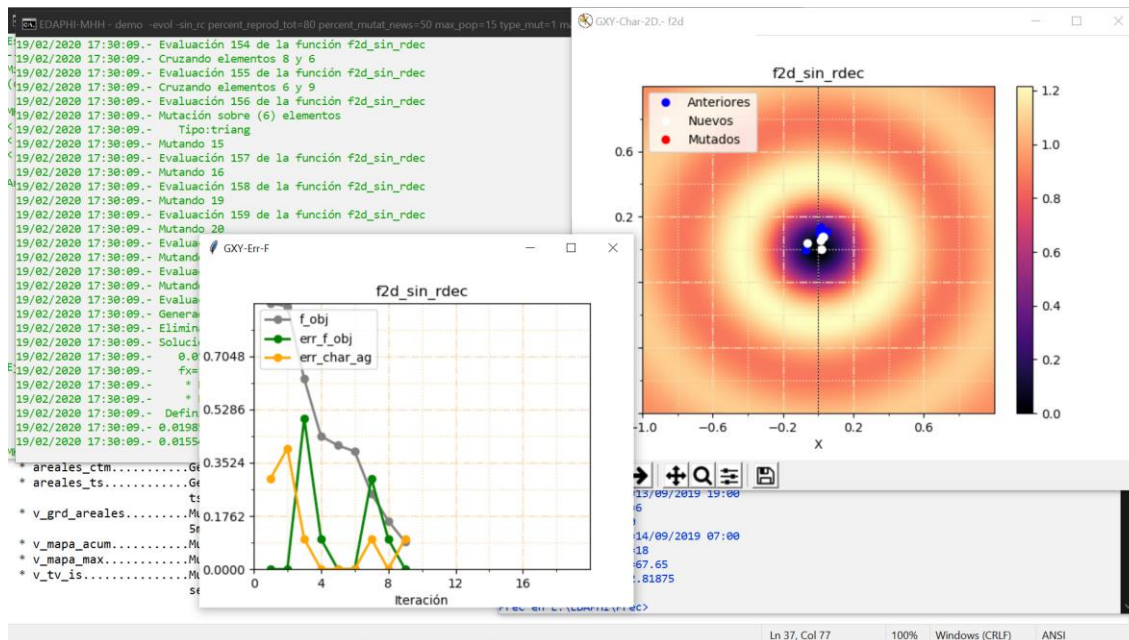 EDAPHI-MHH - demo -evol -sin_rc percent_reprod_tot=80 percent_mutat_news=50 max_pop=15 type_mut=1
19/02/2020 17:30:09.- Evaluación 154 de la función f2d_sin_rdec
19/02/2020 17:30:09.- Cruzando elementos 8 y 6
19/02/2020 17:30:09.- Evaluación 155 de la función f2d_sin_rdec
19/02/2020 17:30:09.- Cruzando elementos 6 y 9
19/02/2020 17:30:09.- Evaluación 156 de la función f2d_sin_rdec
19/02/2020 17:30:09.- Mutación sobre (6) elementos
19/02/2020 17:30:09.- Tipo:triang
19/02/2020 17:30:09.- Mutando 15
19/02/2020 17:30:09.- Evaluación 157 de la función f2d_sin_rdec
19/02/2020 17:30:09.- Mutando 16
19/02/2020 17:30:09.- Evaluación 158 de la función f2d_sin_rdec
19/02/2020 17:30:09.- Mutando 19
19/02/2020 17:30:09.- Evaluación 159 de la función f2d_sin_rdec
19/02/2020 17:30:09.- Mutando 20
19/02/2020 17:30:09.- Evalua
19/02/2020 17:30:09.- Mutand
19/02/2020 17:30:09.- Evalua
19/02/2020 17:30:09.- Mutand
19/02/2020 17:30:09.- Evalua
19/02/2020 17:30:09.- Genera
19/02/2020 17:30:09.- Elimin
19/02/2020 17:30:09.- Soluci
19/02/2020 17:30:09.- 0.0
19/02/2020 17:30:09.- fx=
19/02/2020 17:30:09.- *
19/02/2020 17:30:09.- *
19/02/2020 17:30:09.- Defin
19/02/2020 17:30:09.- 0.0198
19/02/2020 17:30:09.- 0.0155
* areales_ctm...........Ge
* areales_ts............Ge
ts
* v_grd_areales.........Mu
Sm
* v_mapa_acum...........Mu
* v_mapa_max............Mu
* v_tv_is...............Mu
se
GXY-Err-F
f2d_sin_rdec
f_obj
err_f_obj
err_char_ag
0.7048
0.5286
0.3524
0.1762
0.0000
0 4 8 12 16
Iteración
GXY-Char-2D.- f2d
f2d_sin_rdec
Anteriores
Nuevos
Mutados
0.6
0.2
-1.0 -0.6 -0.2 0.2 0.6
X
1.2
1.0
0.8
0.6
0.4
0.2
0.0
=13/09/2019 19:00
=6
=14/09/2019 07:00
=18
=67.65
2.81875
Ln 37, Col 77 100% Windows (CRLF) ANSI